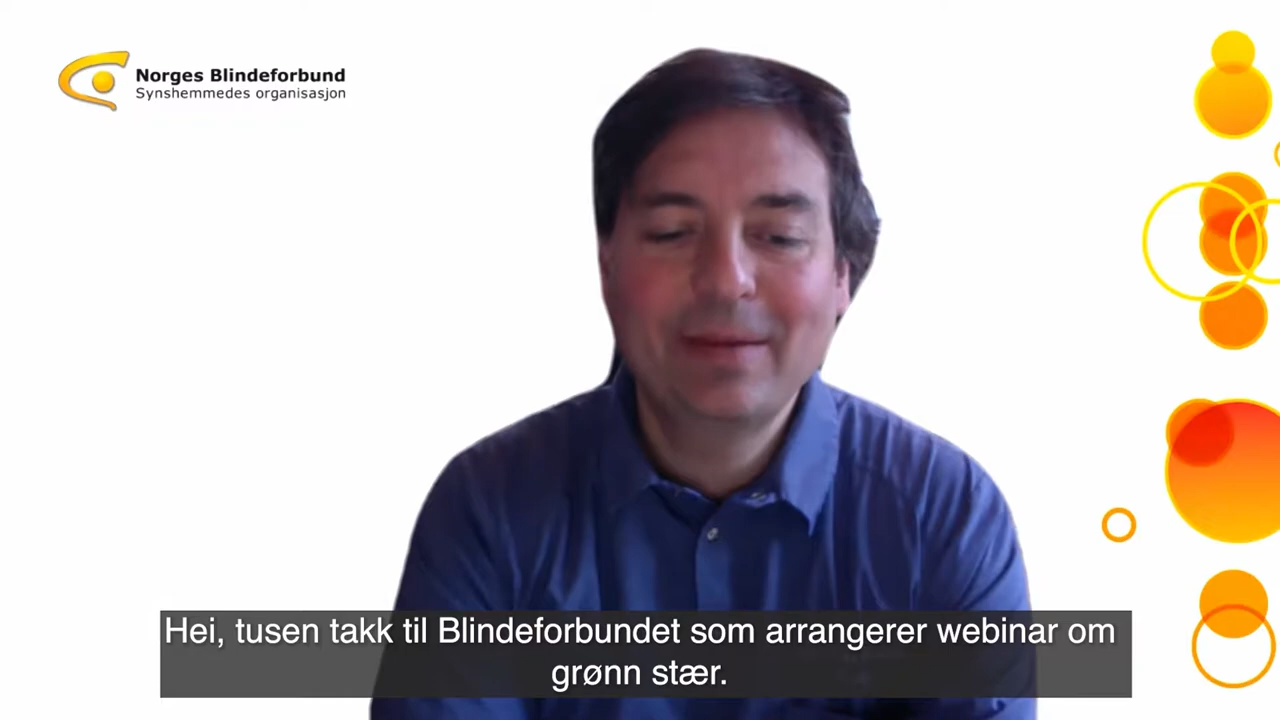 Norges Blindeforbund
Synshemmedes organisasjon
Hei, tusen takk til Blindeforbundet som arrangerer webinar om
grønn stær.